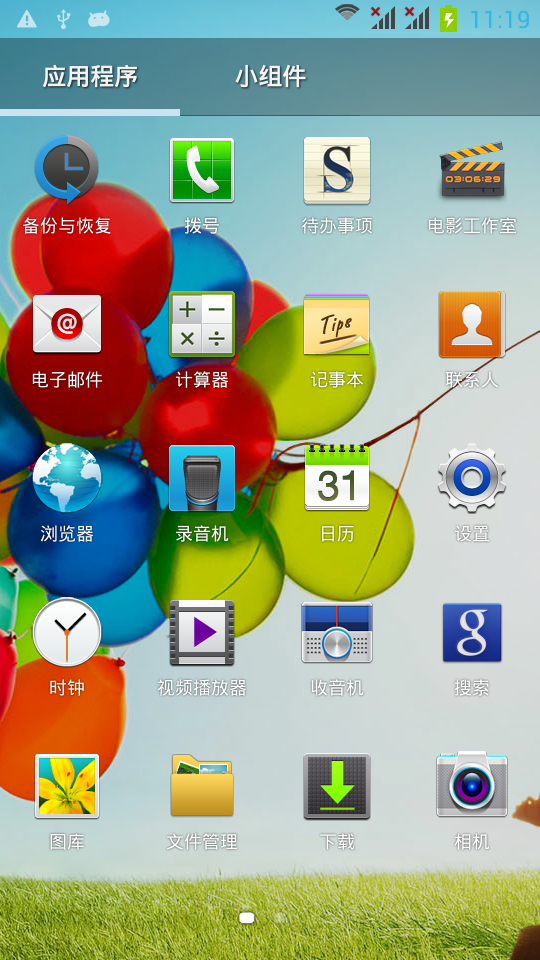 11:19
应用程序 小组件
S 03:06:29
备份与恢复 拨号 待办事项 电影工作室
@ Tips
电子邮件 计算器 记事本 联系人
31
浏览器 录音机 日历 设置
g
时钟 视频播放器 收音机 搜索
图库 文件管理 下载 相机